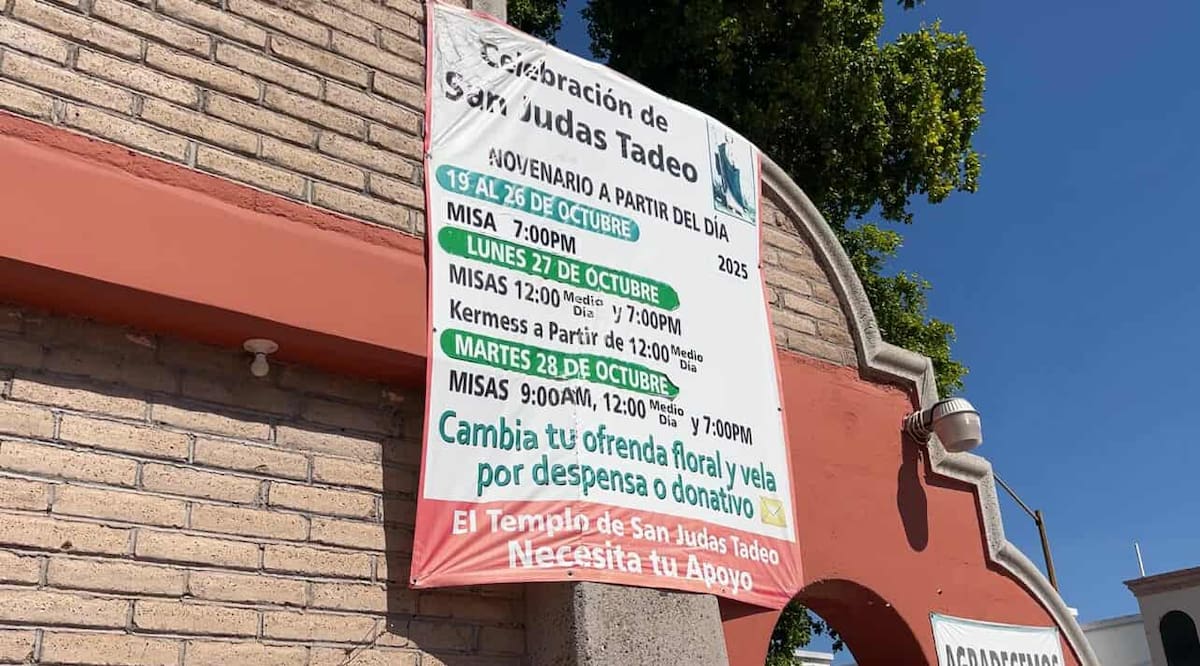 Celebración de
San Judas Tadeo
NOVENARIO A PARTIR DEL DÍA
19 AL 26 DE OCTUBRE
2025
MISA 7:00PM
LUNES 27 DE OCTUBRE
MISAS 12:00 Medio Día y 7:00PM
Kermess a Partir de 12:00 Medio Día
MARTES 28 DE OCTUBRE
MISAS 9:00AM, 12:00 Medio Día y 7:00PM
Cambia tu ofrenda floral y vela
por despensa o donativo
El Templo de San Judas Tadeo
Necesita tu Apoyo
AGRADECEMOS